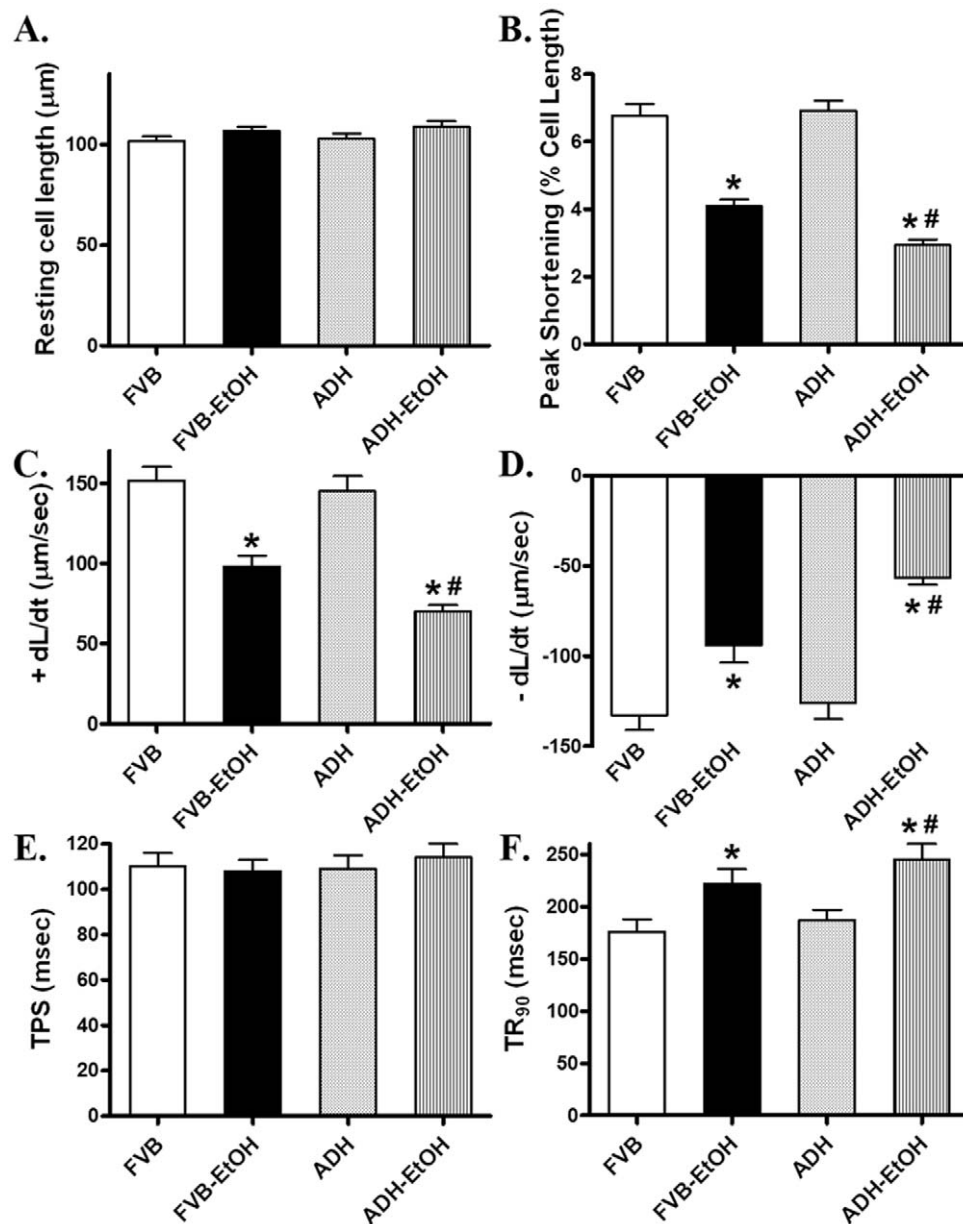 A.
Resting cell length (μm)
100
50
0
FVB
FVB-EtOH
ADH
ADH-EtOH
B.
Peak Shortening (% Cell Length)
8
6
4
2
0
*
* #
FVB
FVB-EtOH
ADH
ADH-EtOH
C.
+ dL/dt (μm/sec)
150
100
50
0
*
* #
FVB
FVB-EtOH
ADH
ADH-EtOH
D.
- dL/dt (μm/sec)
-0
-50
-100
-150
*
* #
FVB
FVB-EtOH
ADH
ADH-EtOH
E.
TPS (msec)
120
100
80
60
40
20
0
FVB
FVB-EtOH
ADH
ADH-EtOH
F.
TR90 (msec)
250
200
150
100
50
0
*
* #
FVB
FVB-EtOH
ADH
ADH-EtOH